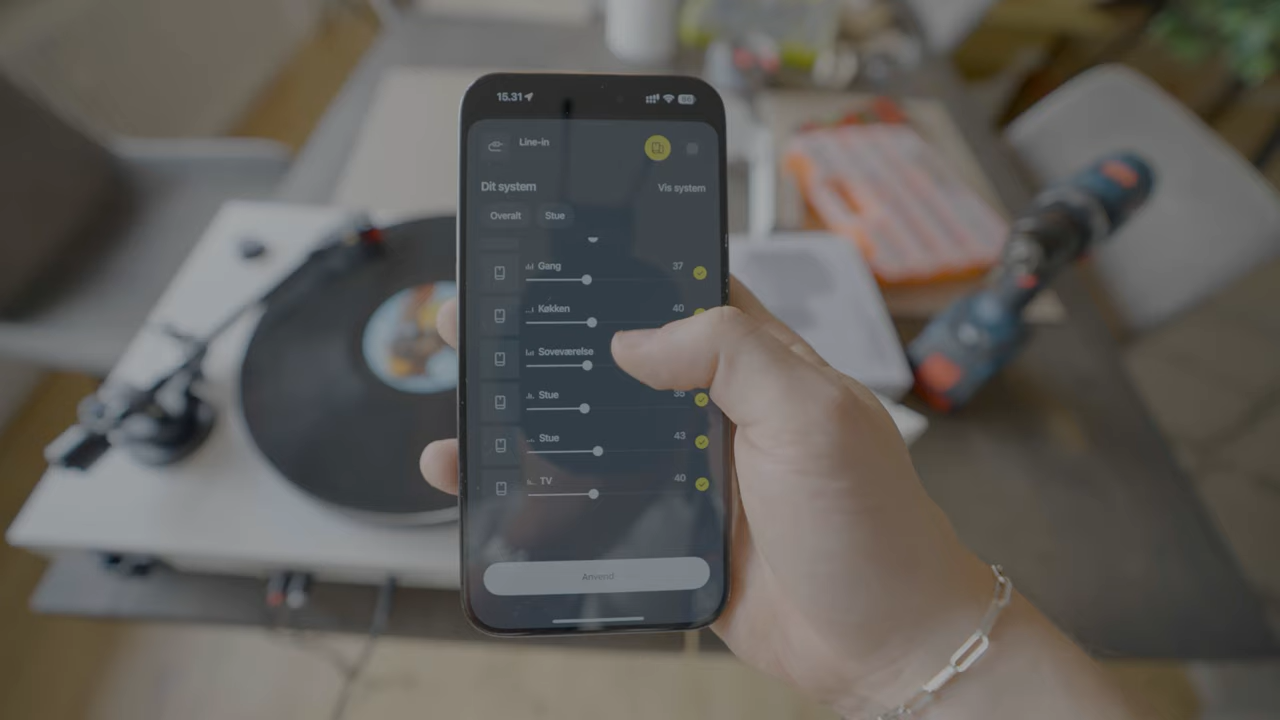 15.31
Line-in
Dit system
Vis system
Overalt
Stue
Gang 37
Køkken 40
Soveværelse
Stue 35
Stue 43
TV 40
Anvend